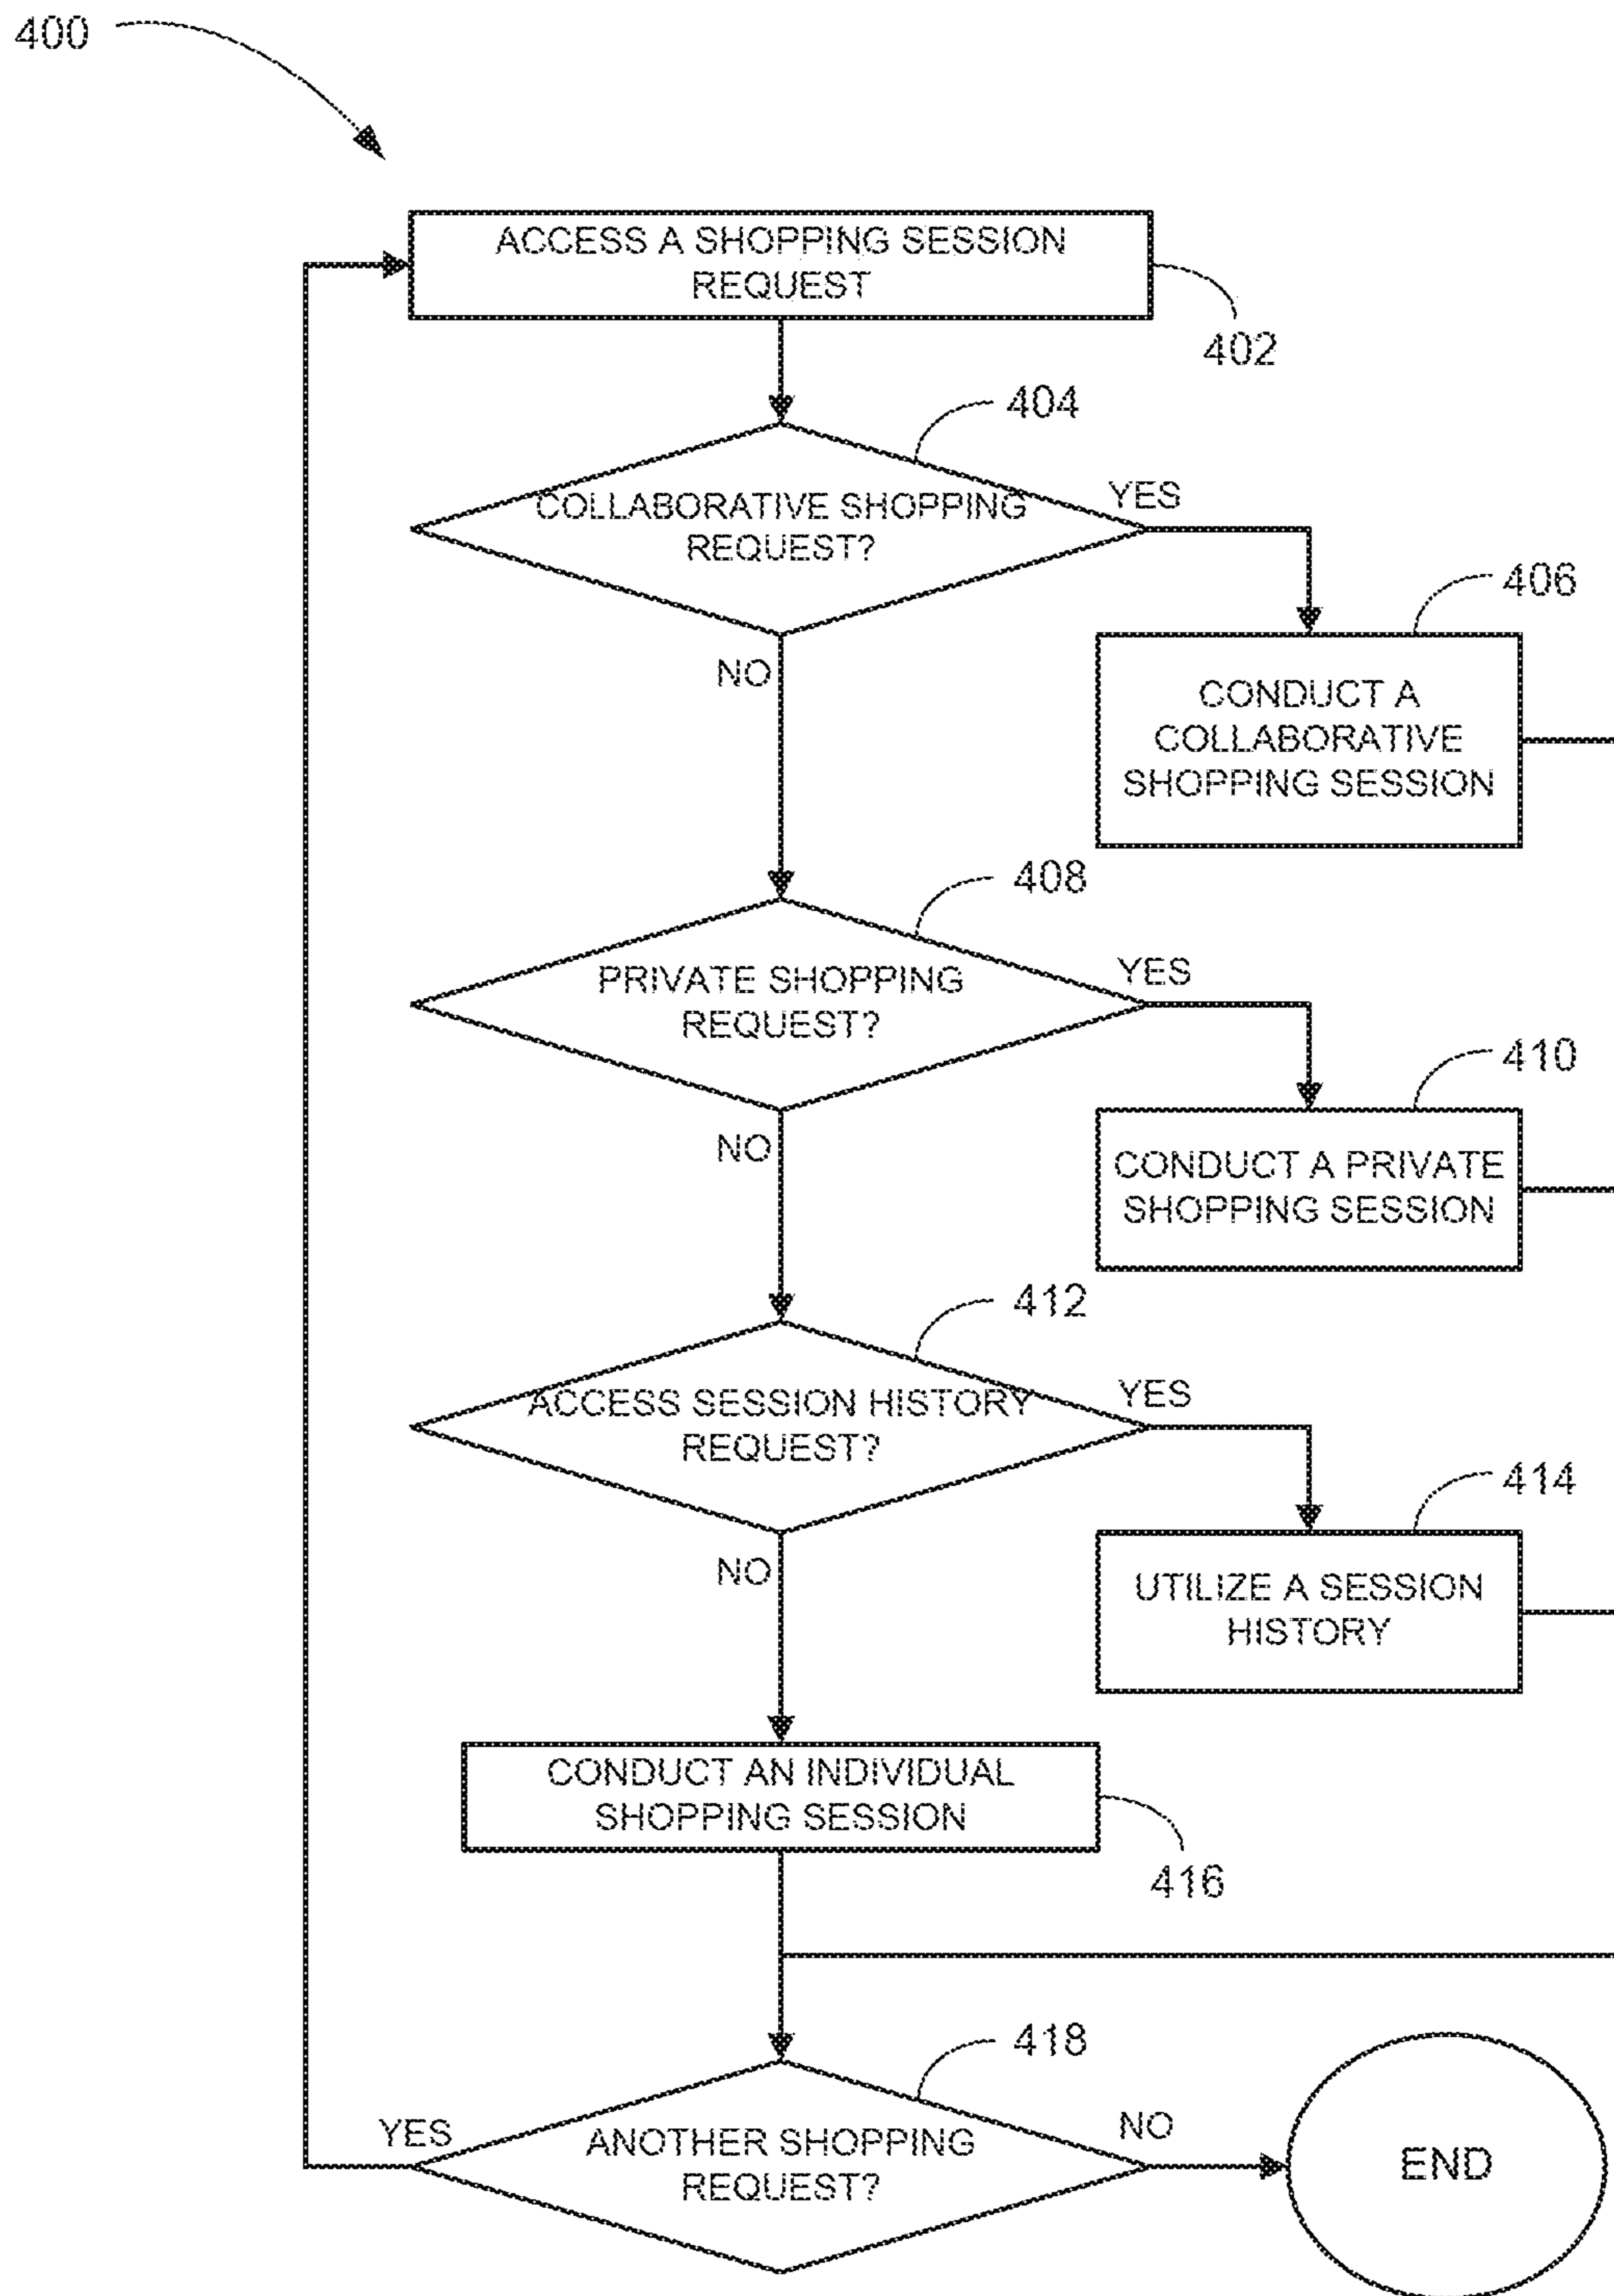 400
ACCESS A SHOPPING SESSION
REQUEST
402
404
COLLABORATIVE SHOPPING
REQUEST?
YES
NO
406
CONDUCT A
COLLABORATIVE
SHOPPING SESSION
408
PRIVATE SHOPPING
REQUEST?
YES
NO
410
CONDUCT A PRIVATE
SHOPPING SESSION
412
ACCESS SESSION HISTORY
REQUEST?
YES
NO
414
UTILIZE A SESSION
HISTORY
CONDUCT AN INDIVIDUAL
SHOPPING SESSION
416
418
ANOTHER SHOPPING
REQUEST?
YES
NO
END